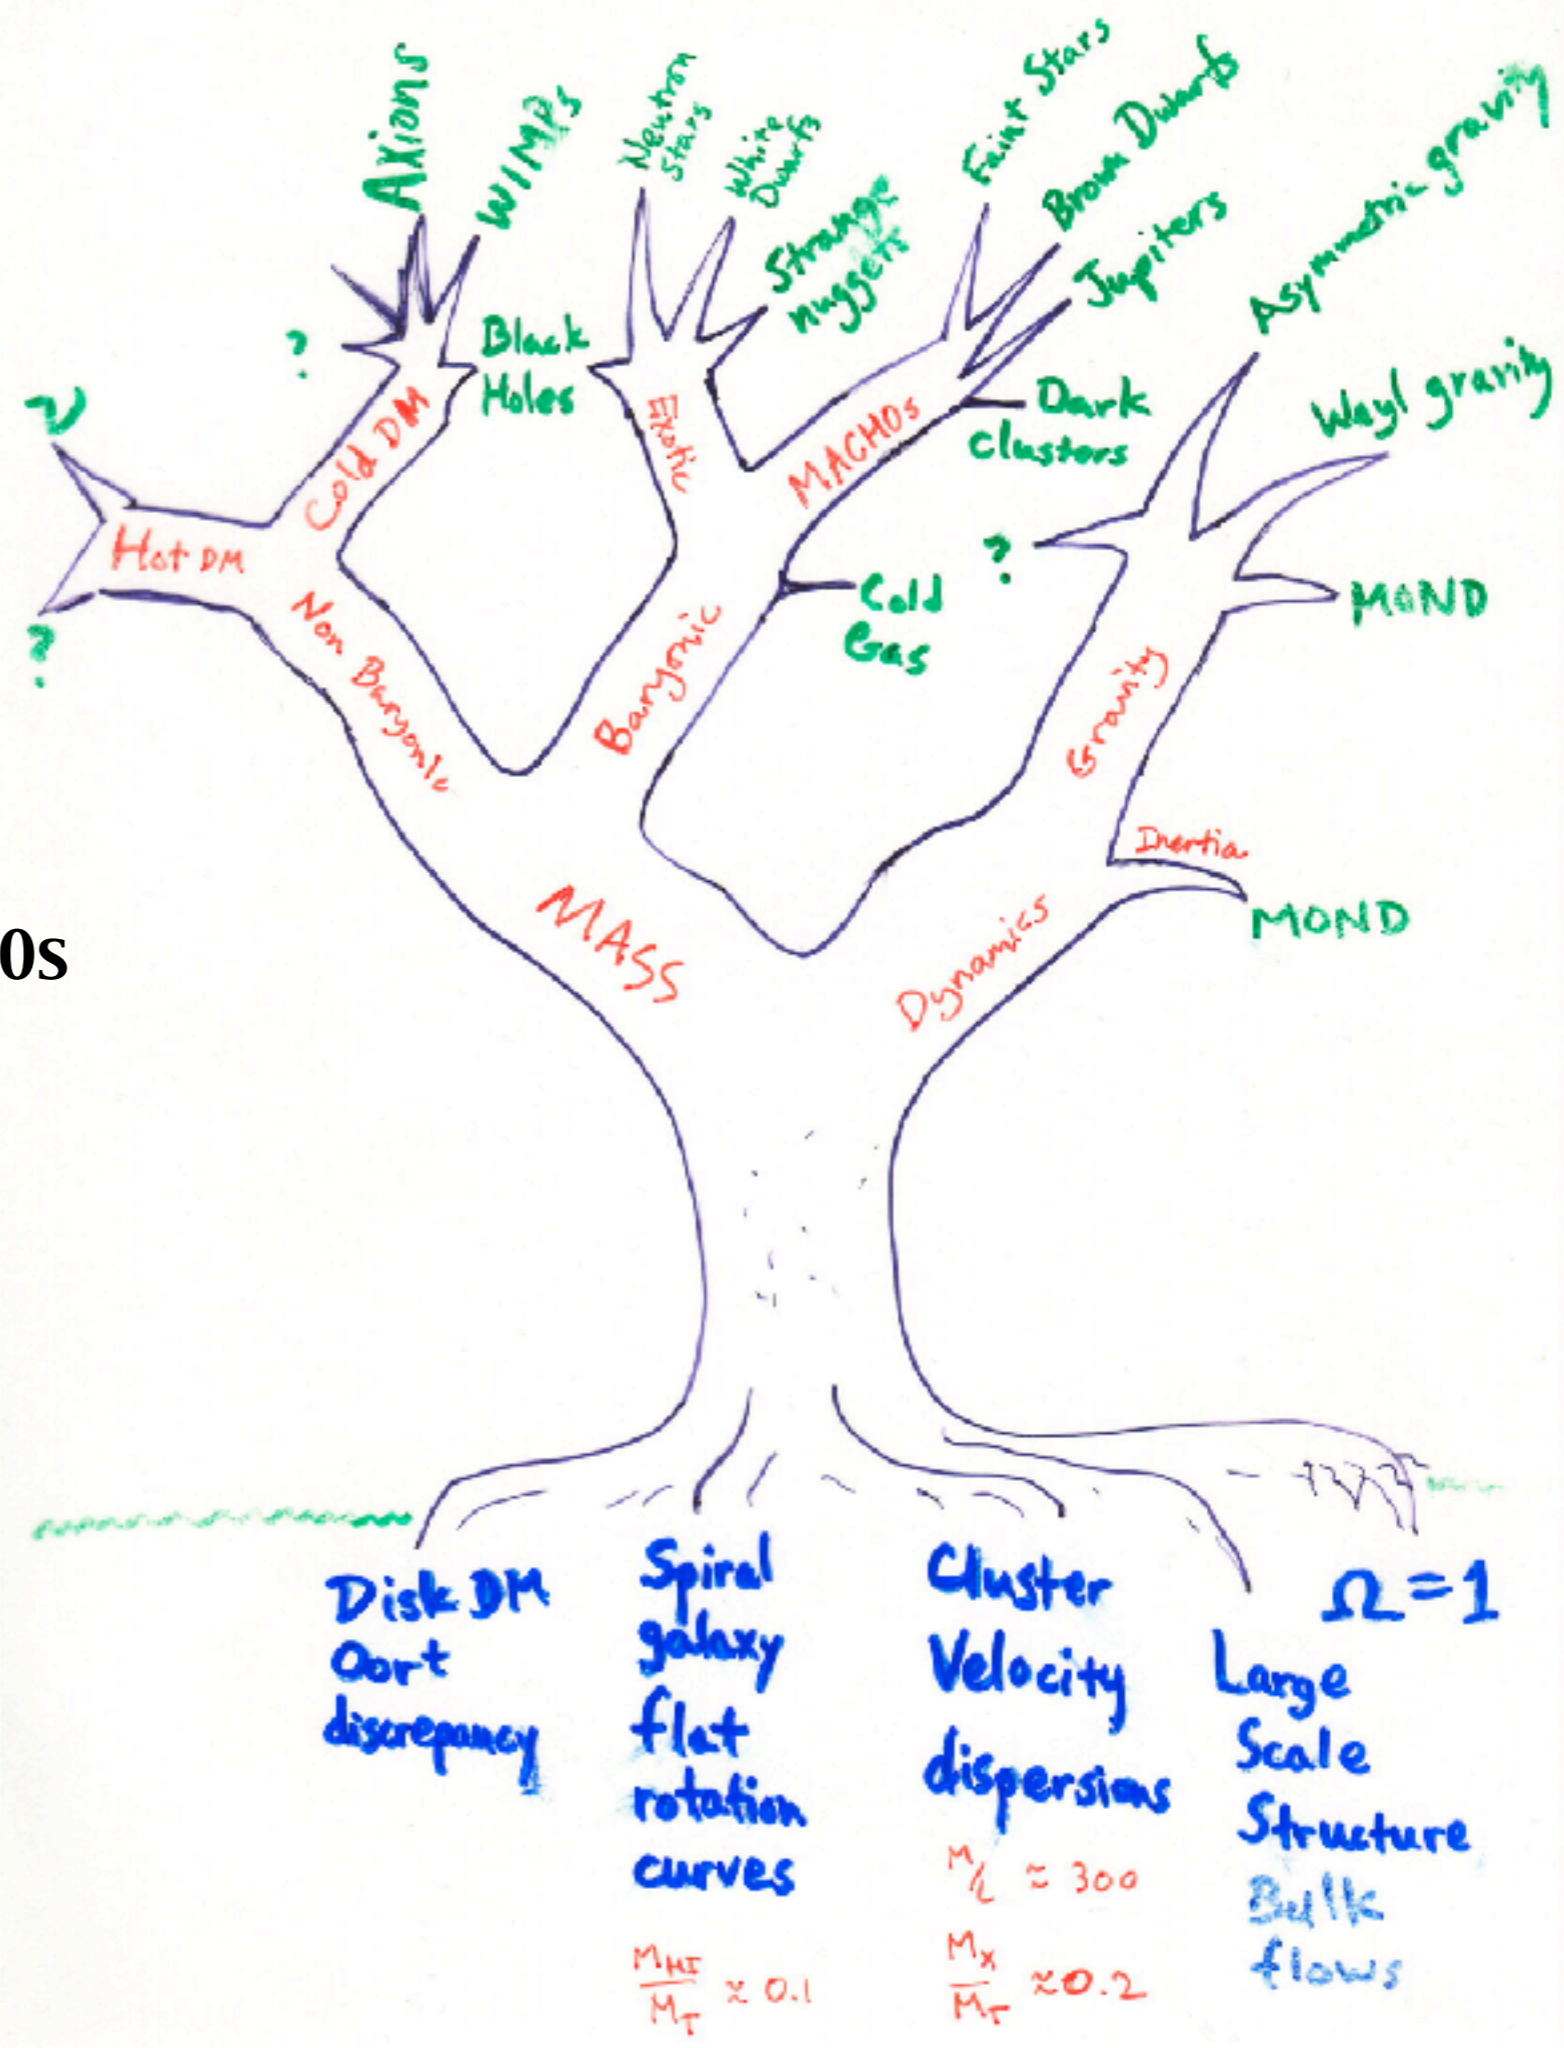 Axions
WIMPs
Neutron
Stars
White
Dwarfs
Strange
nuggets
Faint Stars
Brown Dwarfs
Jupiters
Asymmetric gravity
Weyl gravity
?
Black
Holes
Dark
clusters
ν
?
Hot DM
Cold DM
Exotic
MACHOs
?
Cold
Gas
MOND
Non Baryonic
Baryonic
Gravity
Inertia
MOND
MASS
Dynamics
0s
Disk DM
Oort
discrepancy
Spiral
galaxy
flat
rotation
curves
M_HI/M_T ≈ 0.1
Cluster
Velocity
dispersions
M/L ≈ 300
M_X/M_T ≈ 0.2
Ω = 1
Large
Scale
Structure
Bulk
flows